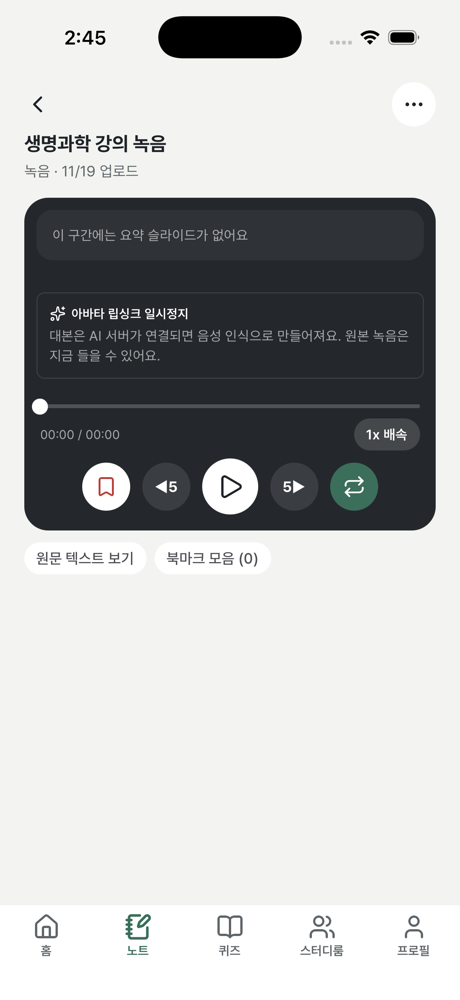 2:45
생명과학 강의 녹음
녹음 · 11/19 업로드
이 구간에는 요약 슬라이드가 없어요
아바타 립싱크 일시정지
대본은 AI 서버가 연결되면 음성 인식으로 만들어져요. 원본 녹음은
지금 들을 수 있어요.
00:00 / 00:00
1x 배속
◀5
5▶
원문 텍스트 보기
북마크 모음 (0)
홈
노트
퀴즈
스터디룸
프로필